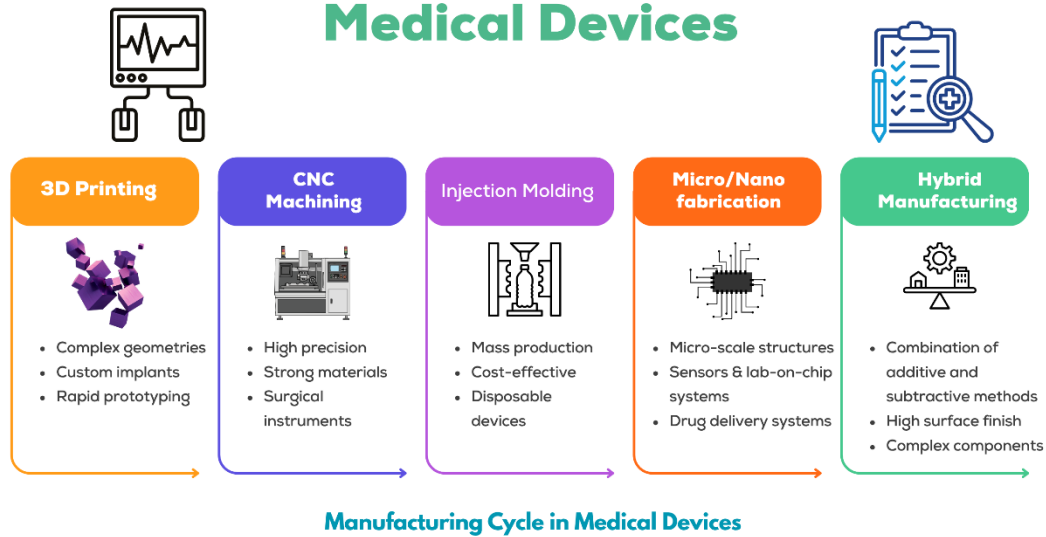 Medical Devices
3D Printing
• Complex geometries
• Custom implants
• Rapid prototyping
CNC
Machining
• High precision
• Strong materials
• Surgical
instruments
Injection Molding
• Mass production
• Cost-effective
• Disposable
devices
Micro/Nano
fabrication
• Micro-scale structures
• Sensors & lab-on-chip
systems
• Drug delivery systems
Hybrid
Manufacturing
• Combination of
additive and
subtractive methods
• High surface finish
• Complex components
Manufacturing Cycle in Medical Devices